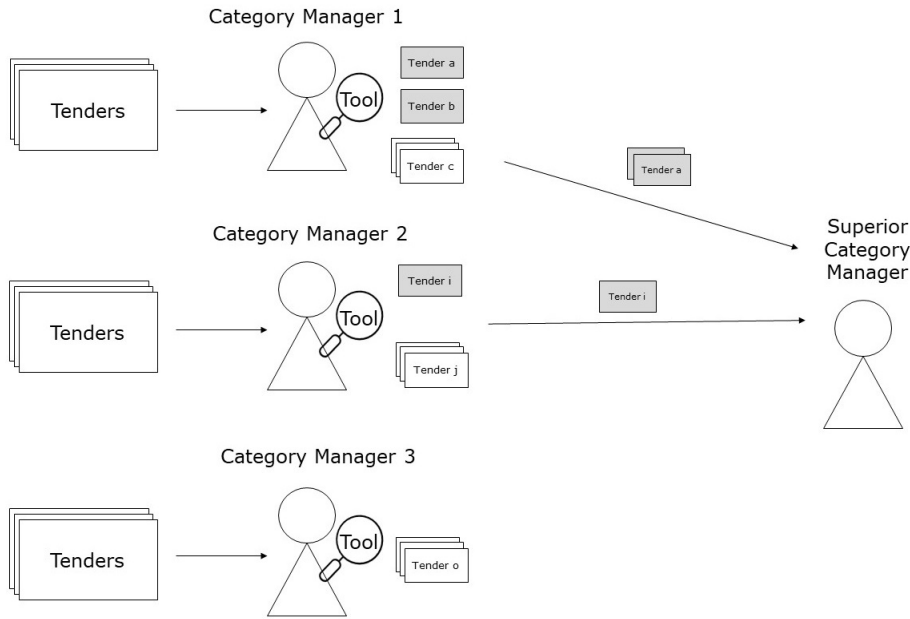 Category Manager 1
Tenders
Tool
Tender a
Tender b
Tender c
Tender a
Category Manager 2
Tenders
Tool
Tender i
Tender j
Tender i
Superior
Category
Manager
Category Manager 3
Tenders
Tool
Tender o